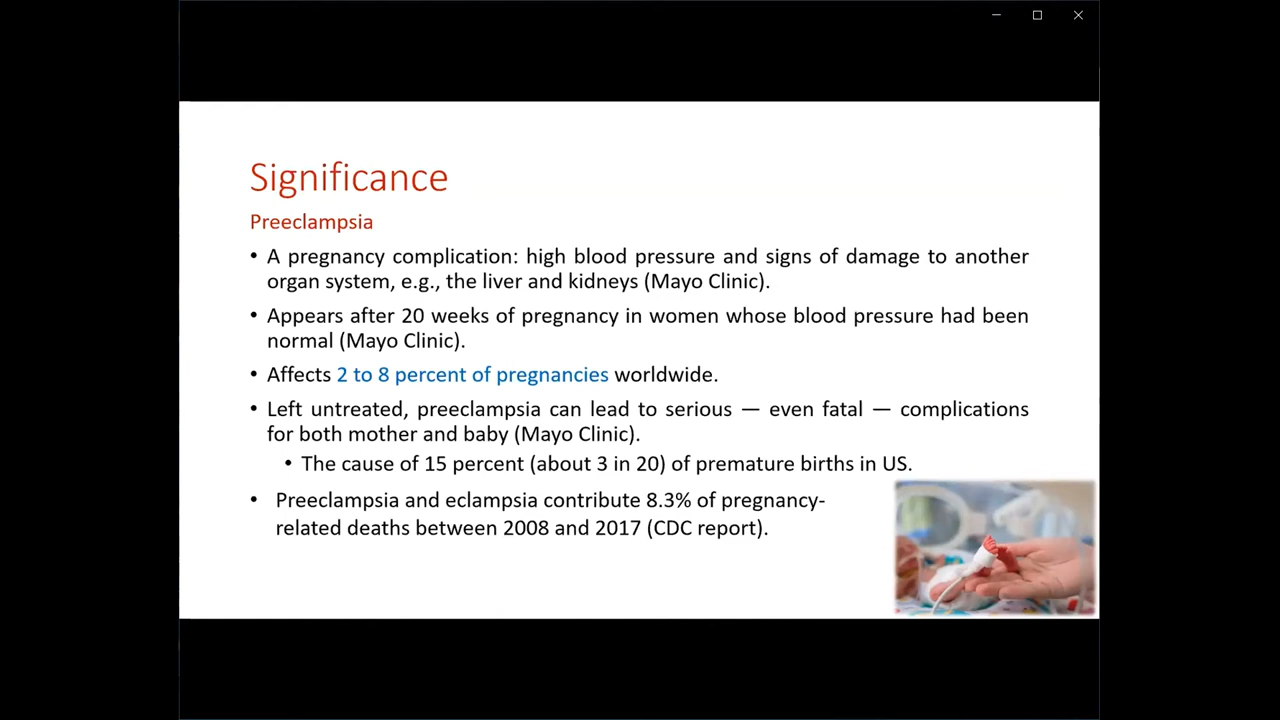 Significance
Preeclampsia
• A pregnancy complication: high blood pressure and signs of damage to another
organ system, e.g., the liver and kidneys (Mayo Clinic).
• Appears after 20 weeks of pregnancy in women whose blood pressure had been
normal (Mayo Clinic).
• Affects 2 to 8 percent of pregnancies worldwide.
• Left untreated, preeclampsia can lead to serious — even fatal — complications
for both mother and baby (Mayo Clinic).
• The cause of 15 percent (about 3 in 20) of premature births in US.
• Preeclampsia and eclampsia contribute 8.3% of pregnancy-
related deaths between 2008 and 2017 (CDC report).